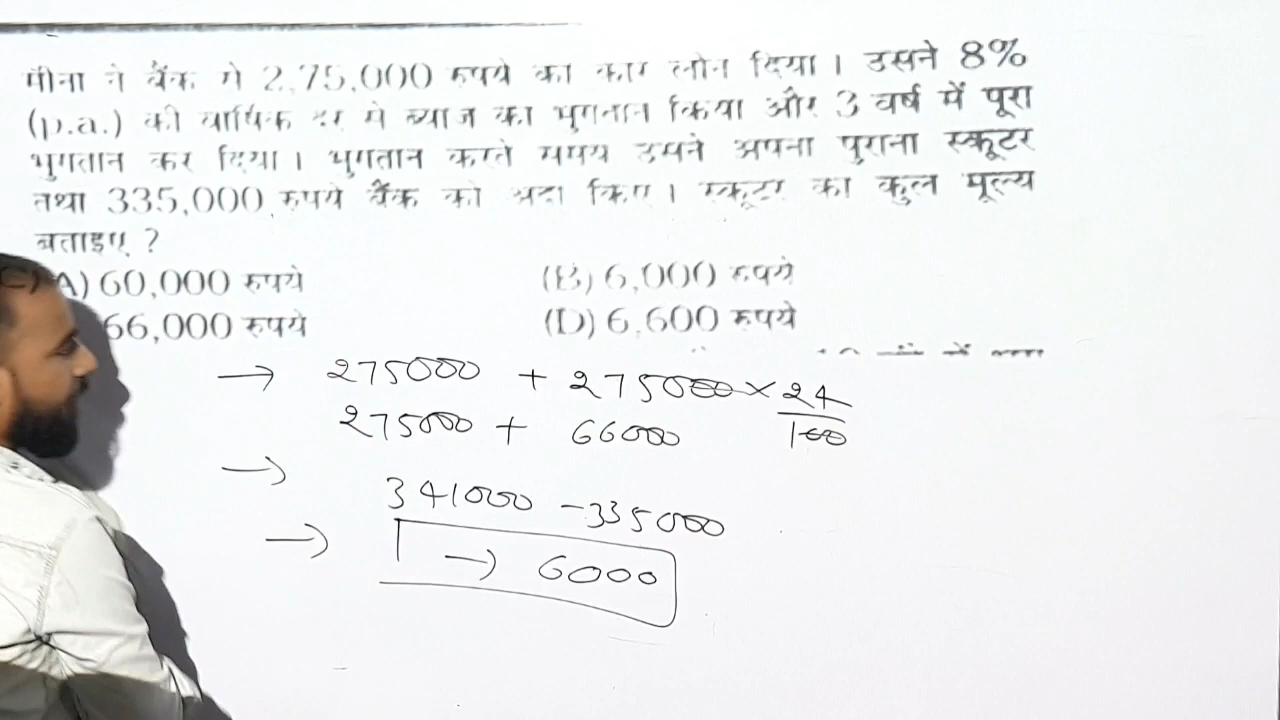 मीना ने बैंक से 2,75,000 रुपये का कार लोन दिया। उसने 8%
(p.a.) की वार्षिक दर से ब्याज का भुगतान किया और 3 वर्ष में पूरा
भुगतान कर दिया। भुगतान करते समय उसने अपना पुराना स्कूटर
तथा 335,000 रुपये बैंक को अदा किए। स्कूटर का कुल मूल्य
बताइए ?
A) 60,000 रुपये (B) 6,000 रुपये
66,000 रुपये (D) 6,600 रुपये
→ 275000 + 275000 × 24/100
275000 + 66000
→ 341000 - 335000
→ → 6000